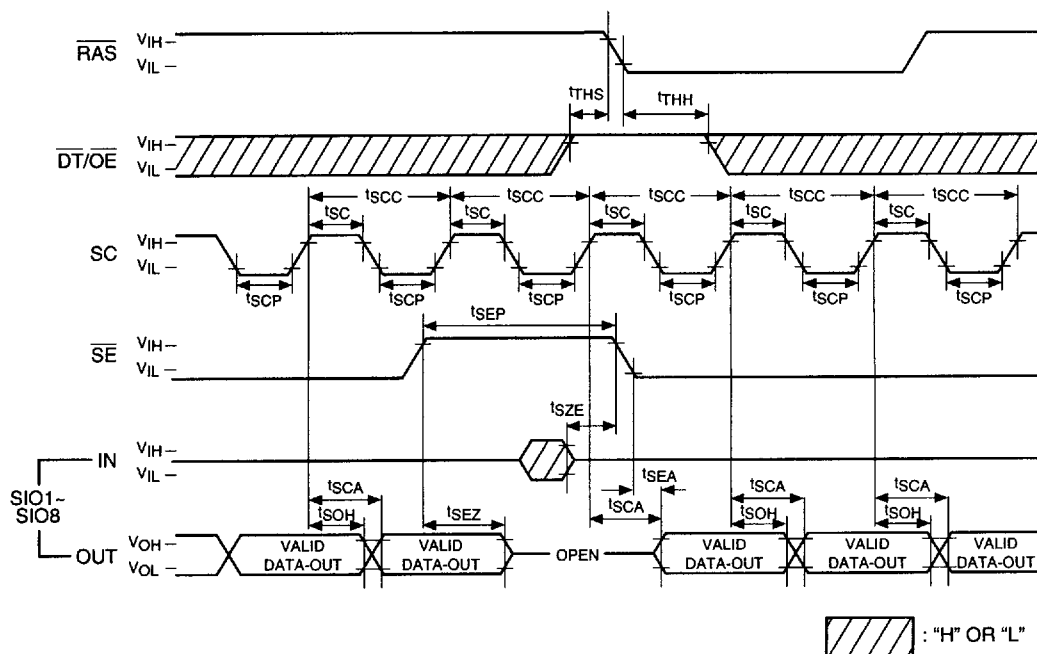 RAS VIH
VIL
tTHS tTHH
DT/OE VIH
VIL
tSCC tSCC tSCC tSCC tSCC
tSC tSC tSC tSC tSC
SC VIH
VIL
tSCP tSCP tSCP tSCP tSCP tSCP
tSEP
SE VIH
VIL
tSZE
IN VIH
VIL
SIO1~
SIO8
tSEA
tSCA tSCA tSCA tSCA
tSOH tSEZ tSOH tSOH
OUT VOH
VOL
VALID
DATA-OUT
VALID
DATA-OUT
OPEN
VALID
DATA-OUT
VALID
DATA-OUT
VALID
DATA-OUT
: "H" OR "L"